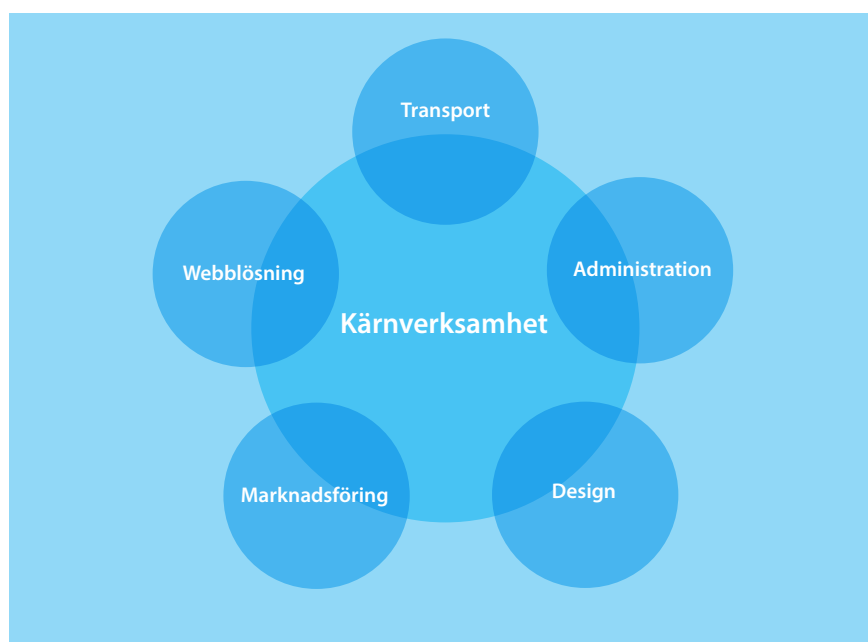 Transport
Webblösning
Administration
Kärnverksamhet
Marknadsföring
Design